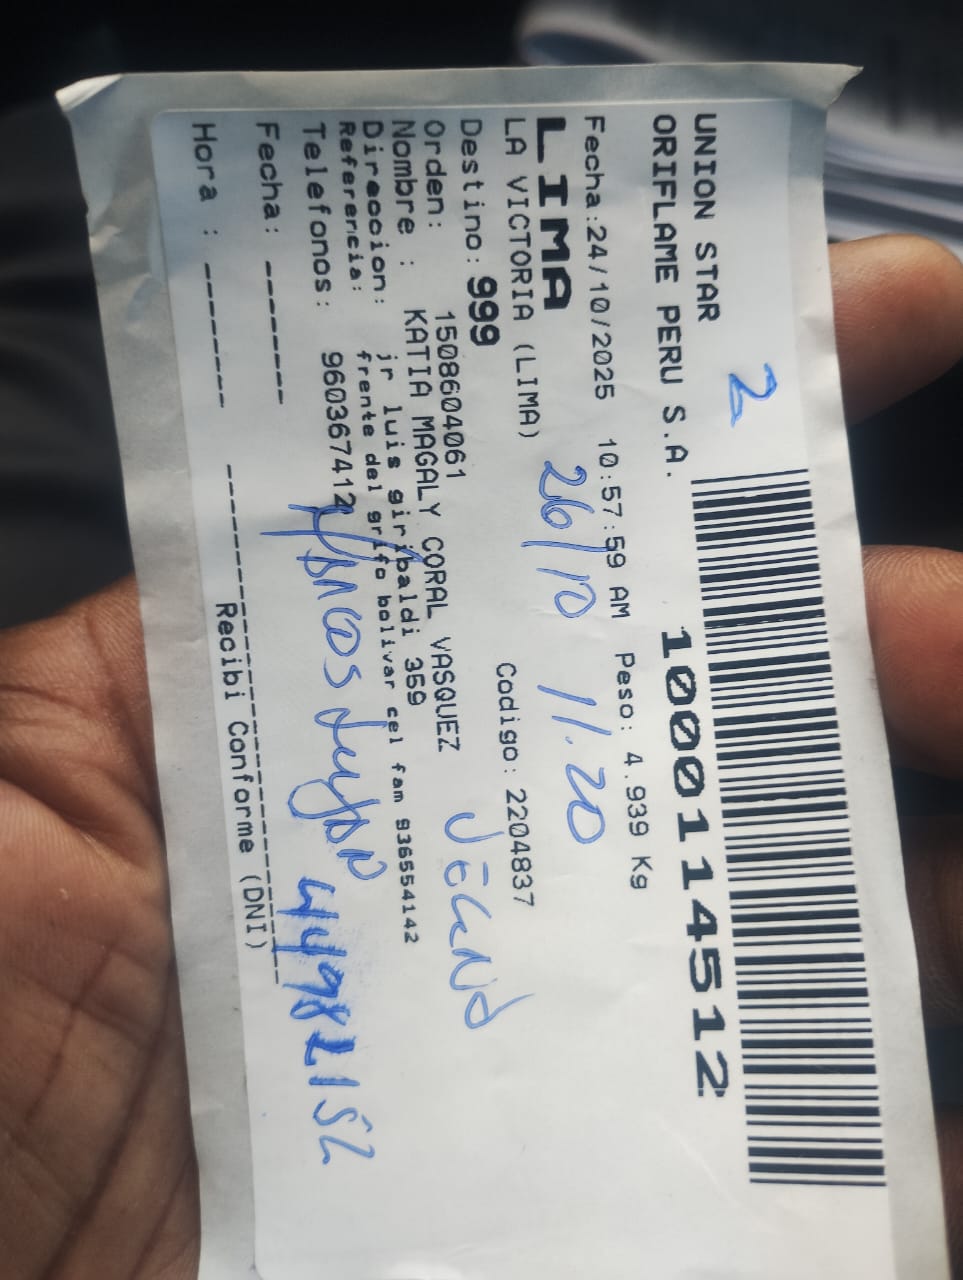 UNION STAR 2
ORIFLAME PERU S.A. 1000114512
Fecha:24/10/2025 10:57:59 AM Peso: 4.939 Kg
LIMA 26/10 11.20
LA VICTORIA (LIMA) Codigo: 2204837
Destino: 999
Orden: 1508604061
Nombre : KATIA MAGALY CORAL VASQUEZ
Direccion: jr luis giribaldi 359
Referencia: frente del grifo bolivar cel fam 936554142
Telefonos: 960367412
Fecha: ------
Hora : --------
Recibi Conforme (DNI)